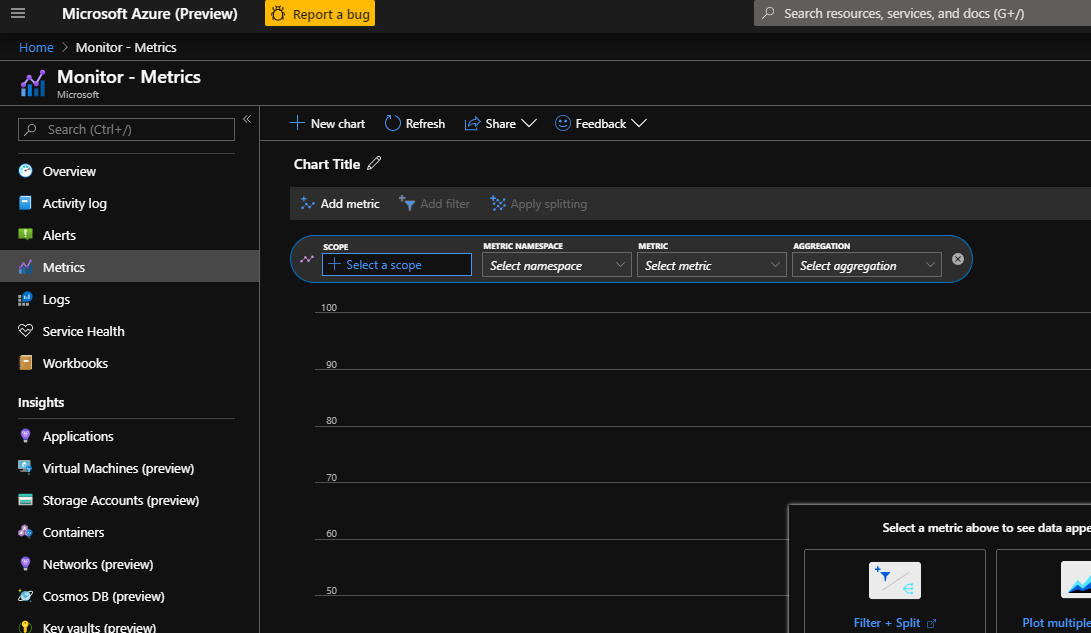 Microsoft Azure (Preview)
Report a bug
Search resources, services, and docs (G+/)
Home > Monitor - Metrics
Monitor - Metrics
Microsoft
Search (Ctrl+/)
«
Overview
Activity log
Alerts
Metrics
Logs
Service Health
Workbooks
Insights
Applications
Virtual Machines (preview)
Storage Accounts (preview)
Containers
Networks (preview)
Cosmos DB (preview)
Key vaults (preview)
New chart
Refresh
Share
Feedback
Chart Title
Add metric
Add filter
Apply splitting
SCOPE
Select a scope
METRIC NAMESPACE
Select namespace
METRIC
Select metric
AGGREGATION
Select aggregation
100
90
80
70
60
50
Select a metric above to see data appe
Filter + Split
Plot multiple